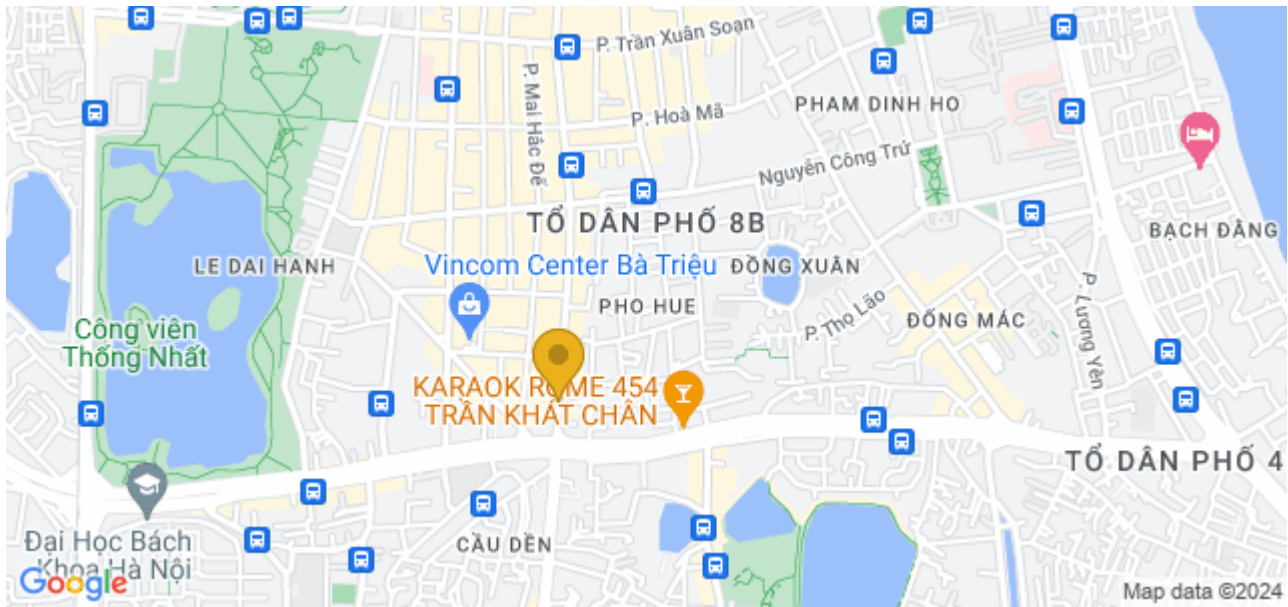 P. Trần Xuân Soạn
P. Mai Hắc Đế
P. Hoà Mã
PHAM DINH HO
Nguyễn Công Trứ
TỔ DÂN PHỐ 8B
BẠCH ĐẰNG
LE DAI HANH
Vincom Center Bà Triệu
ĐỒNG XUÂN
PHO HUE
P. Thọ Lão
ĐỐNG MÁC
P. Lương Yên
Công viên
Thống Nhất
KARAOK ROME 454
TRẦN KHÁT CHÂN
TỔ DÂN PHỐ 4
CẦU DỀN
Đại Học Bách
Khoa Hà Nội
Google
Map data ©2024